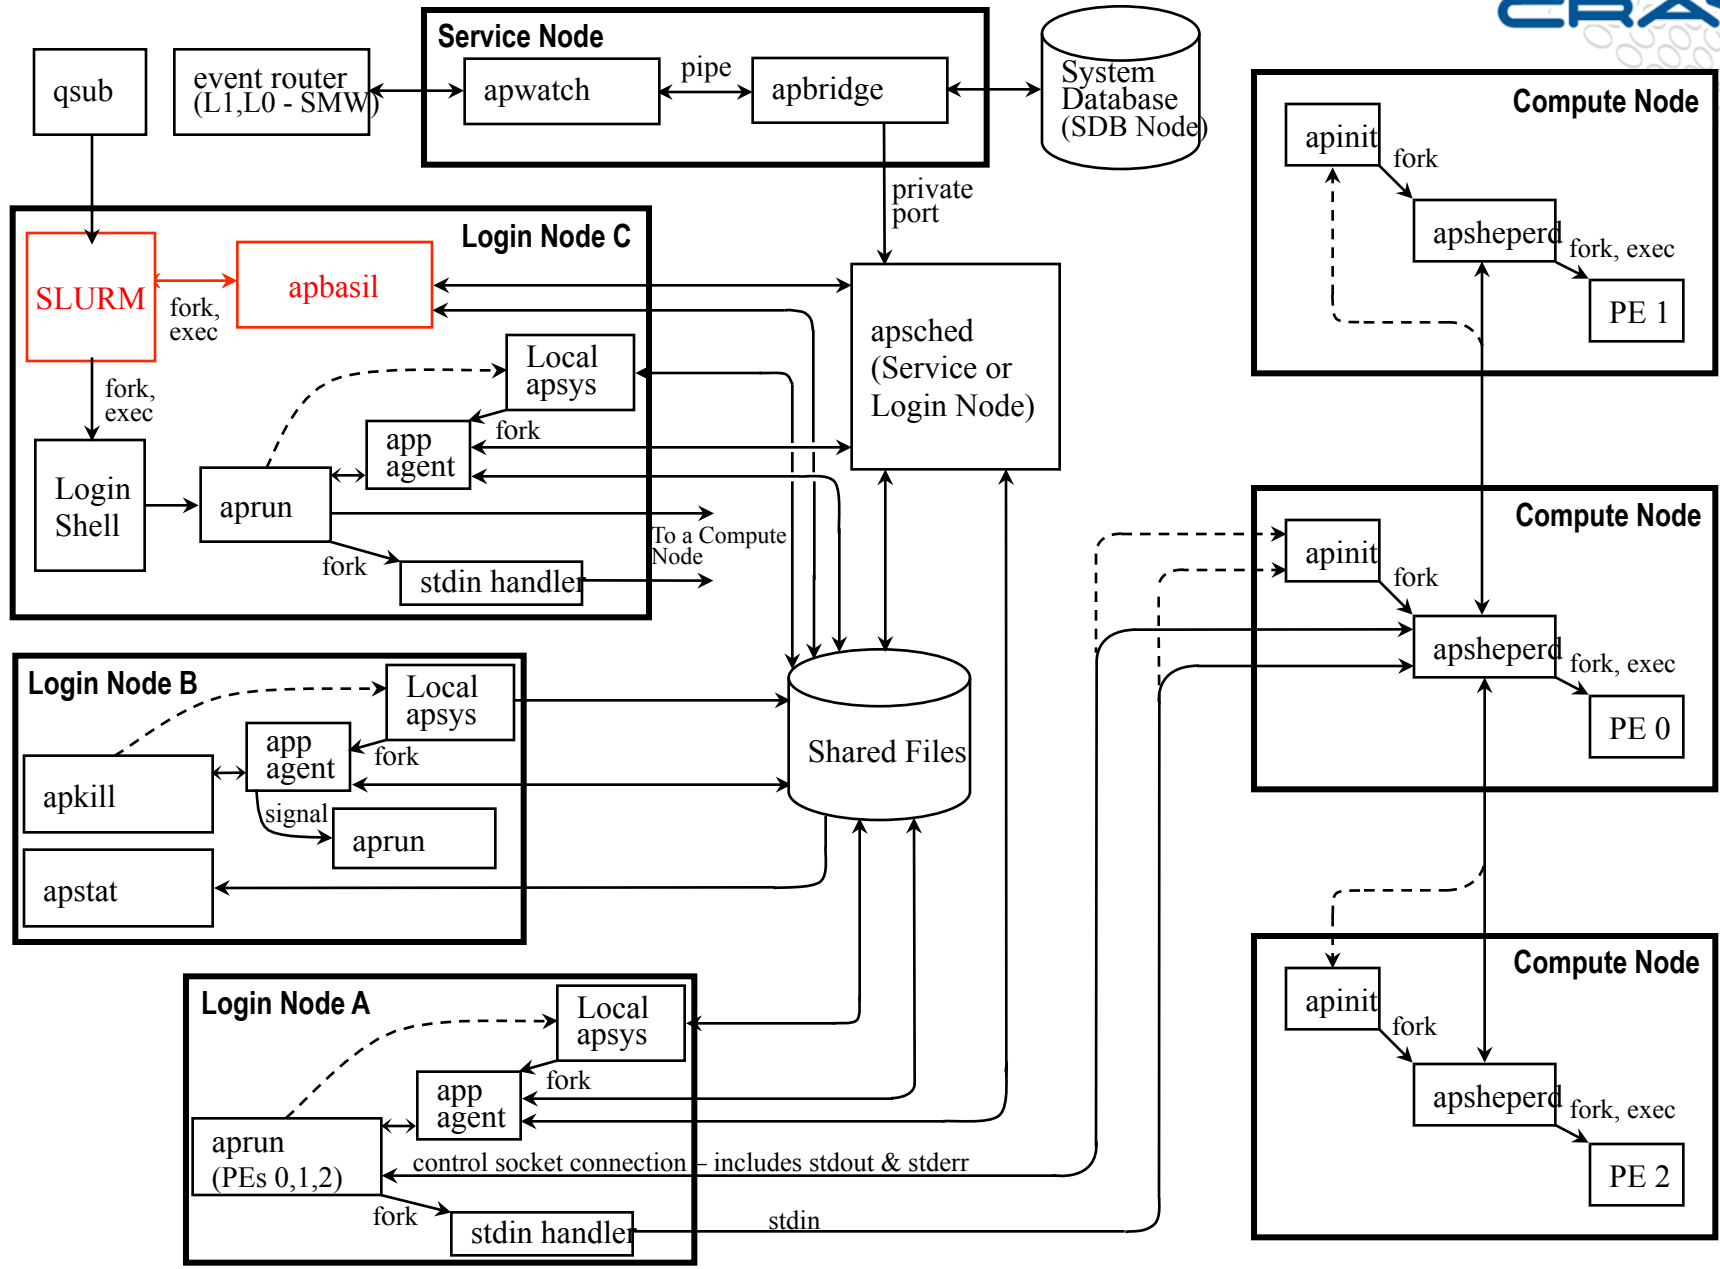 CRAY
Service Node
qsub
event router
(L1,L0 - SMW)
apwatch
pipe
apbridge
System
Database
(SDB Node)
private
port
Login Node C
SLURM
fork,
exec
apbasil
fork,
exec
Local
apsys
fork
app
agent
Login
Shell
aprun
fork
stdin handler
To a Compute
Node
apsched
(Service or
Login Node)
Login Node B
Local
apsys
fork
app
agent
apkill
signal
aprun
apstat
Shared Files
Login Node A
Local
apsys
fork
app
agent
aprun
(PEs 0,1,2)
control socket connection – includes stdout & stderr
fork
stdin handler
stdin
Compute Node
apinit
fork
apsheperd
fork, exec
PE 1
Compute Node
apinit
fork
apsheperd
fork, exec
PE 0
Compute Node
apinit
fork
apsheperd
fork, exec
PE 2